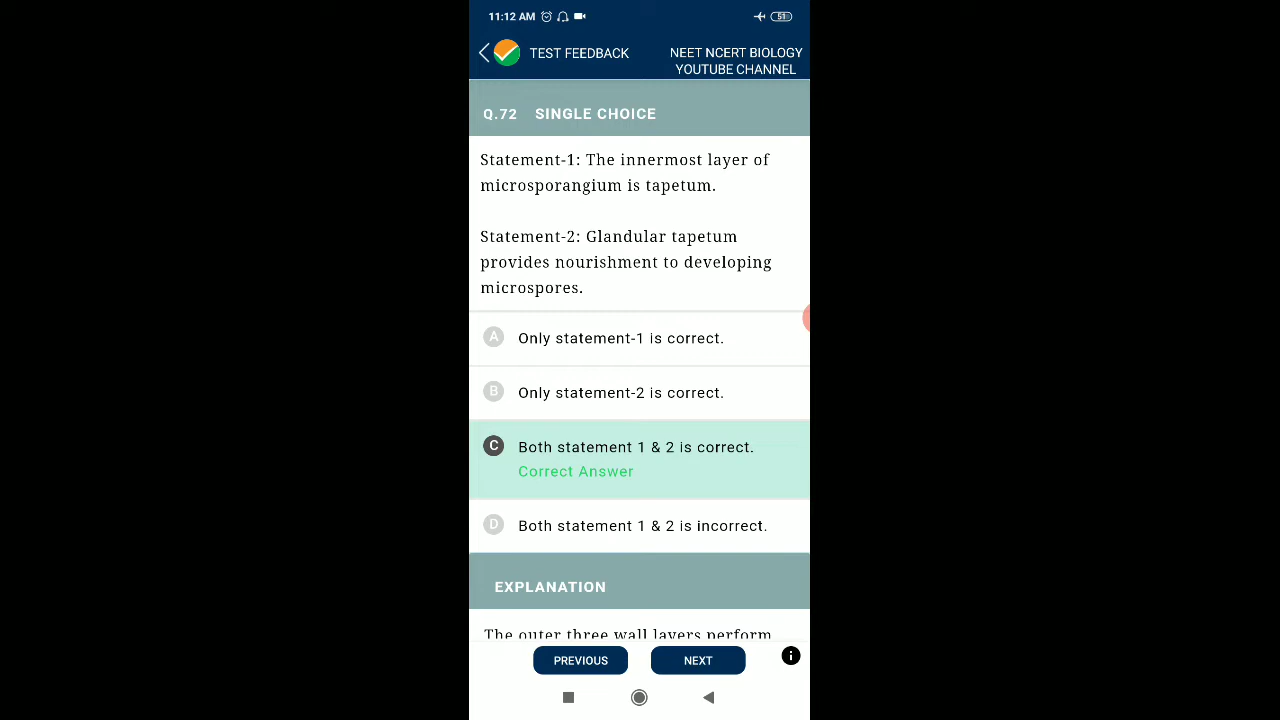 11:12 AM
51
TEST FEEDBACK
NEET NCERT BIOLOGY
YOUTUBE CHANNEL
Q.72 SINGLE CHOICE
Statement-1: The innermost layer of
microsporangium is tapetum.
Statement-2: Glandular tapetum
provides nourishment to developing
microspores.
A Only statement-1 is correct.
B Only statement-2 is correct.
C Both statement 1 & 2 is correct.
Correct Answer
D Both statement 1 & 2 is incorrect.
EXPLANATION
The outer three wall layers perform
PREVIOUS
NEXT